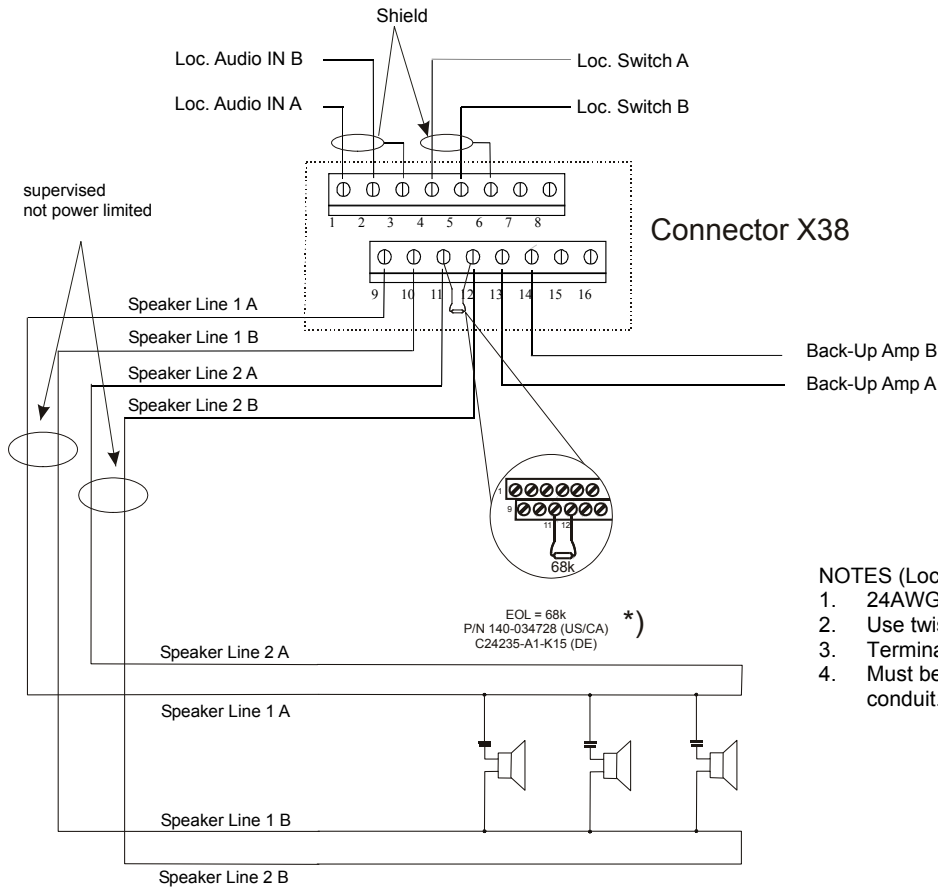 Shield
Loc. Audio IN B
Loc. Switch A
Loc. Audio IN A
Loc. Switch B
supervised
not power limited
1 2 3 4 5 6 7 8
Connector X38
9 10 11 12 13 14 15 16
Speaker Line 1 A
Speaker Line 1 B
Back-Up Amp B
Speaker Line 2 A
Back-Up Amp A
Speaker Line 2 B
1
9
11 12
68k
NOTES (Loc
1. 24AWG
2. Use twis
3. Termina
4. Must be
conduit.
EOL = 68k
P/N 140-034728 (US/CA) *)
C24235-A1-K15 (DE)
Speaker Line 2 A
Speaker Line 1 A
Speaker Line 1 B
Speaker Line 2 B